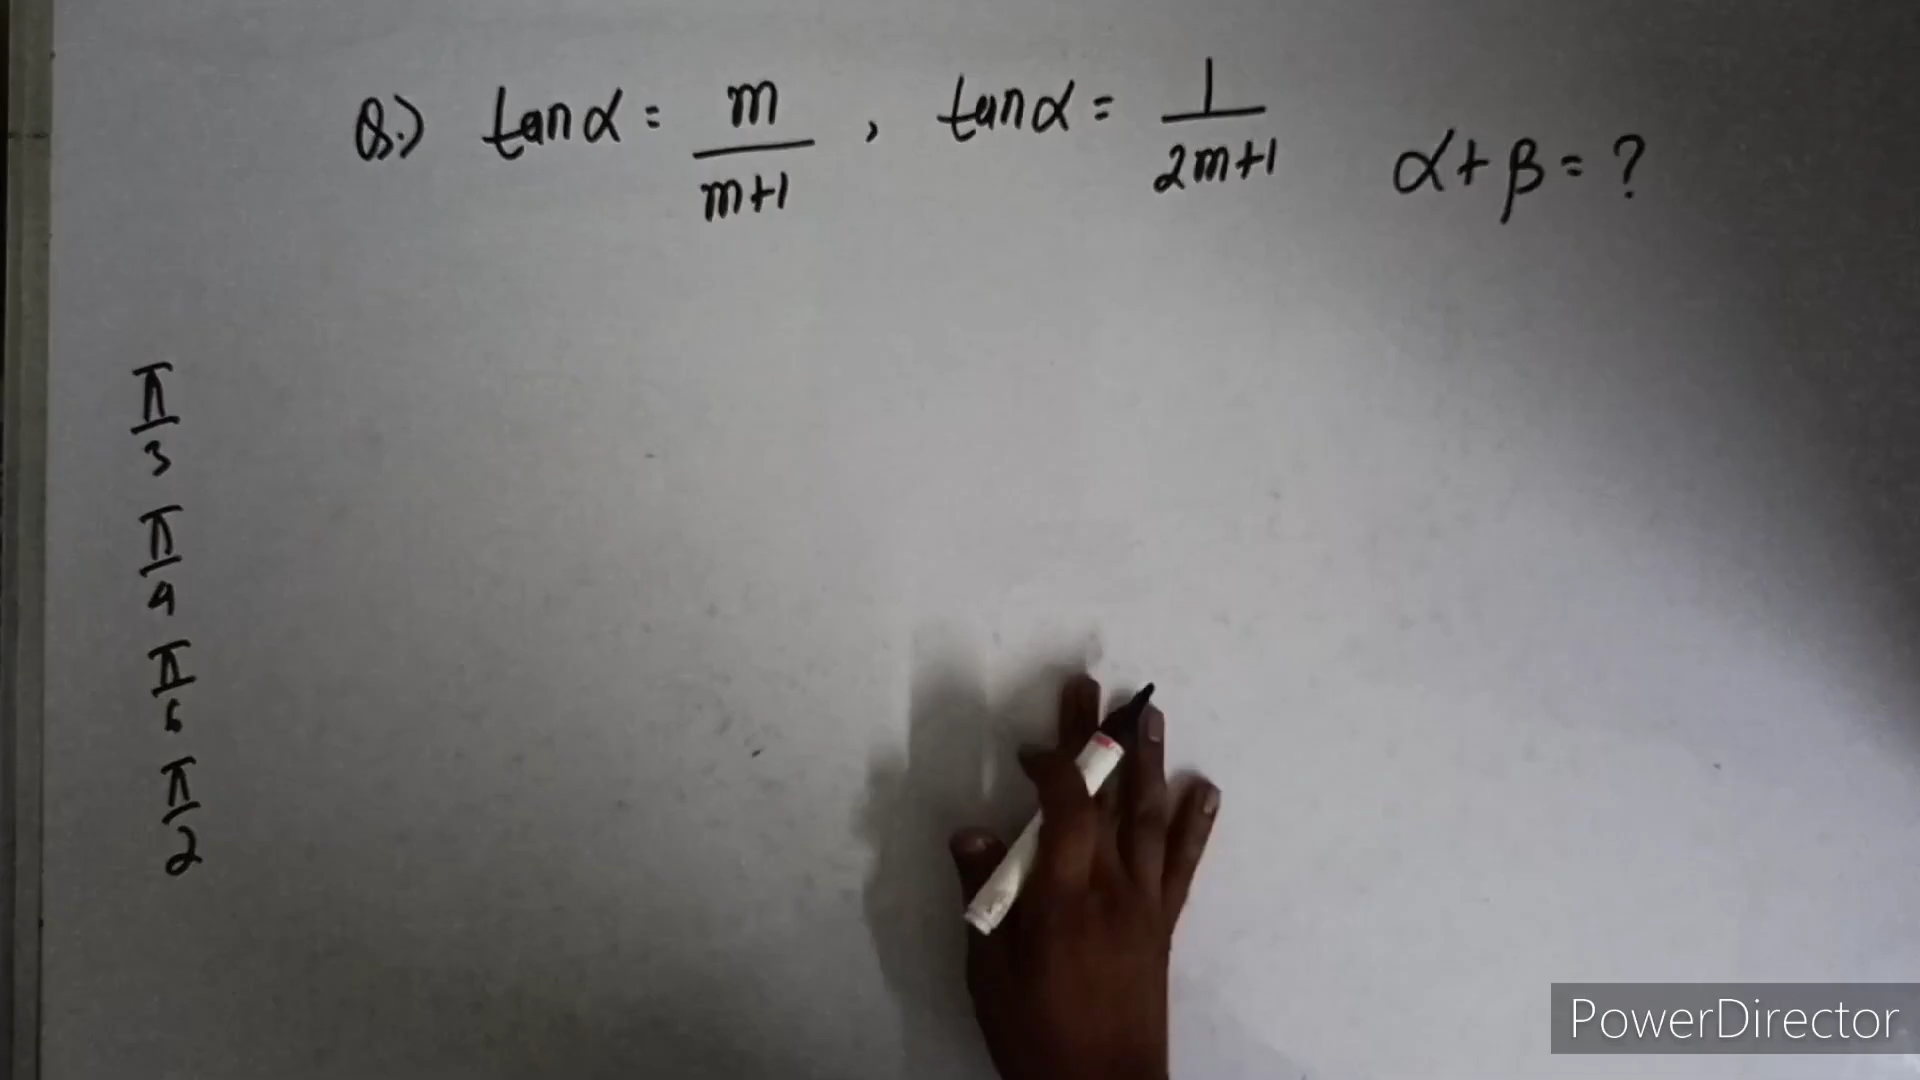 Q.) tanα = m/(m+1) , tanα = 1/(2m+1) α+β = ?
π/3
π/4
π/6
π/2
PowerDirector